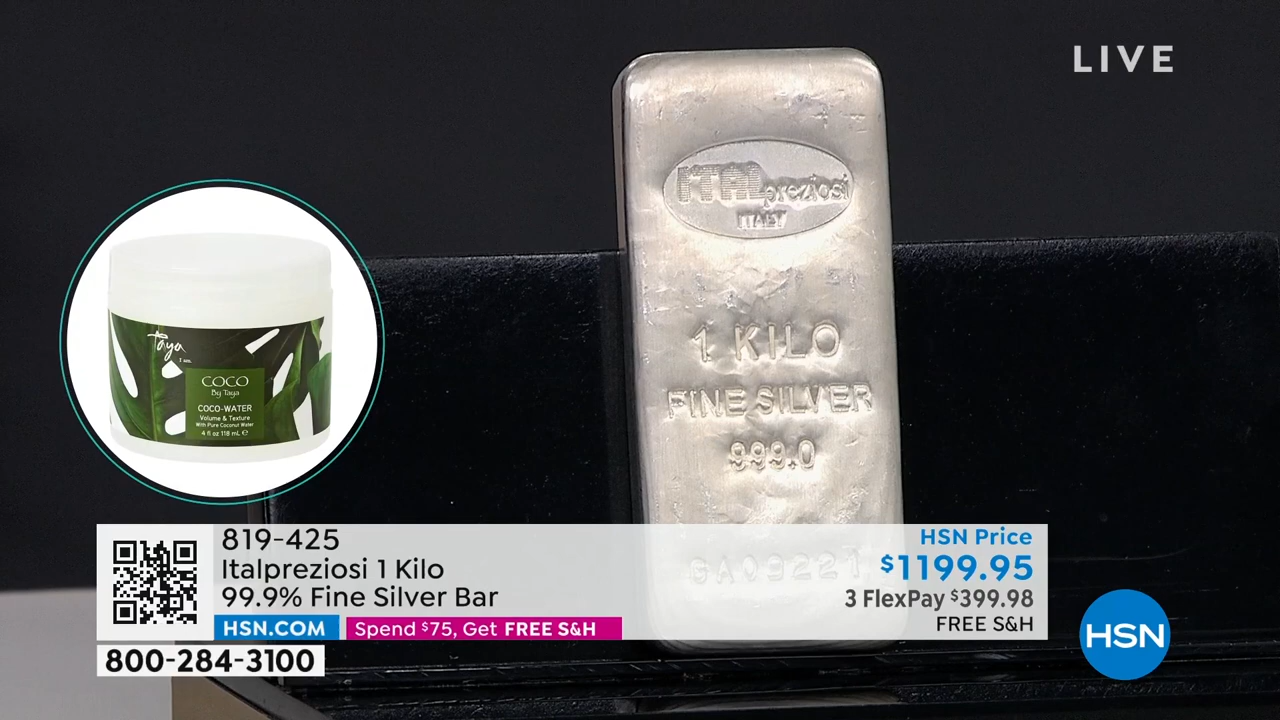 LIVE
ITALpreziosi
ITALY
1 KILO
FINE SILVER
999.0
Taya
COCO
By Taya
COCO-WATER
Volume & Texture
With Pure Coconut Water
4 fl oz 118 mL ℮
819-425
Italpreziosi 1 Kilo
99.9% Fine Silver Bar
HSN.COM
Spend $75, Get FREE S&H
800-284-3100
HSN Price
$1199.95
3 FlexPay $399.98
FREE S&H
HSN